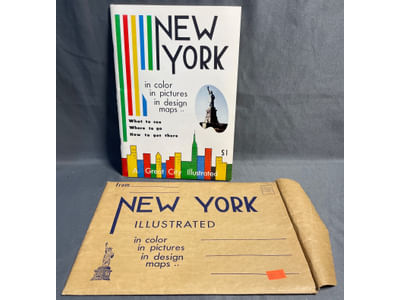 NEW
YORK
in color
in pictures
in design
maps ..
What to see
Where to go
How to get there
$1
A Great City Illustrated
From
NEW YORK
ILLUSTRATED
in color
in pictures
in design
maps ..